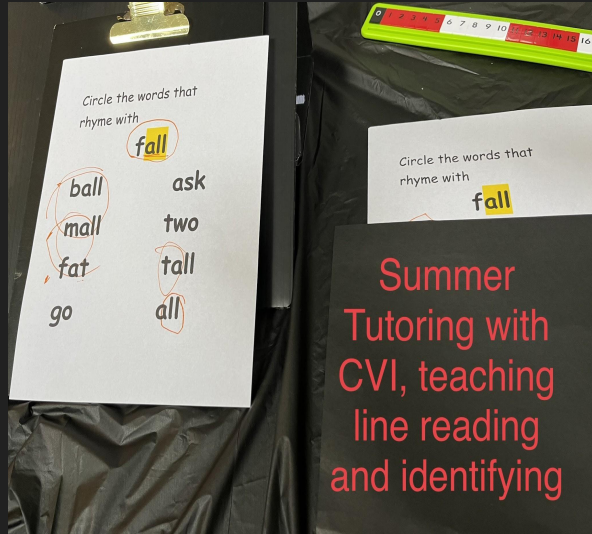 Circle the words that
rhyme with
fall
ball ask
mall two
fat tall
go all
0 1 2 3 4 5 6 7 8 9 10 11 12 13 14 15 16
Circle the words that
rhyme with
fall
Summer
Tutoring with
CVI, teaching
line reading
and identifying